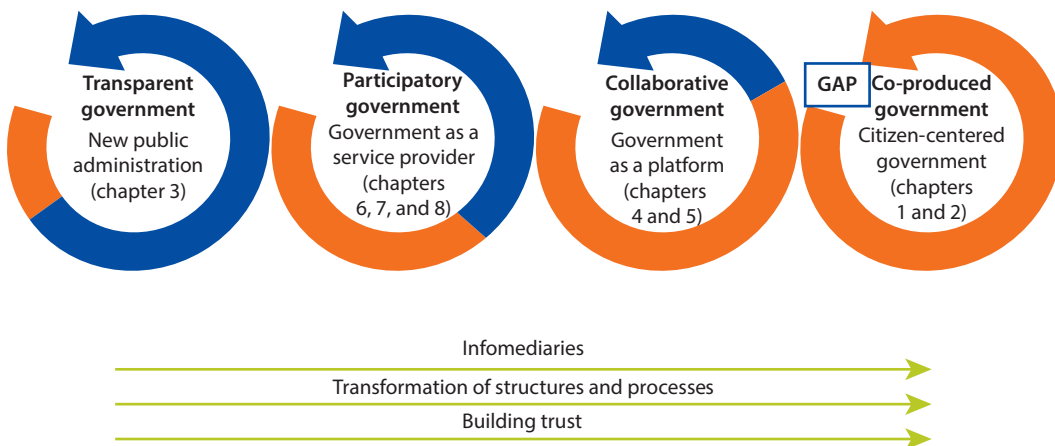 Transparent
government
New public
administration
(chapter 3)
Participatory
government
Government as a
service provider
(chapters
6, 7, and 8)
Collaborative
government
Government
as a platform
(chapters
4 and 5)
GAP
Co-produced
government
Citizen-centered
government
(chapters
1 and 2)
Infomediaries
Transformation of structures and processes
Building trust